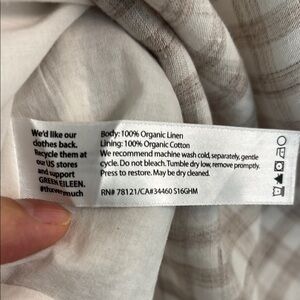 We'd like our
clothes back.
Recycle them at
our US stores
and support
GREEN EILEEN.
Body: 100% Organic Linen
Lining: 100% Organic Cotton
We recommend machine wash cold, separately, gentle
cycle. Do not bleach. Tumble dry low, remove promptly.
Press to restore. May be dry cleaned.
RN# 78121/CA#34460 S16GHM